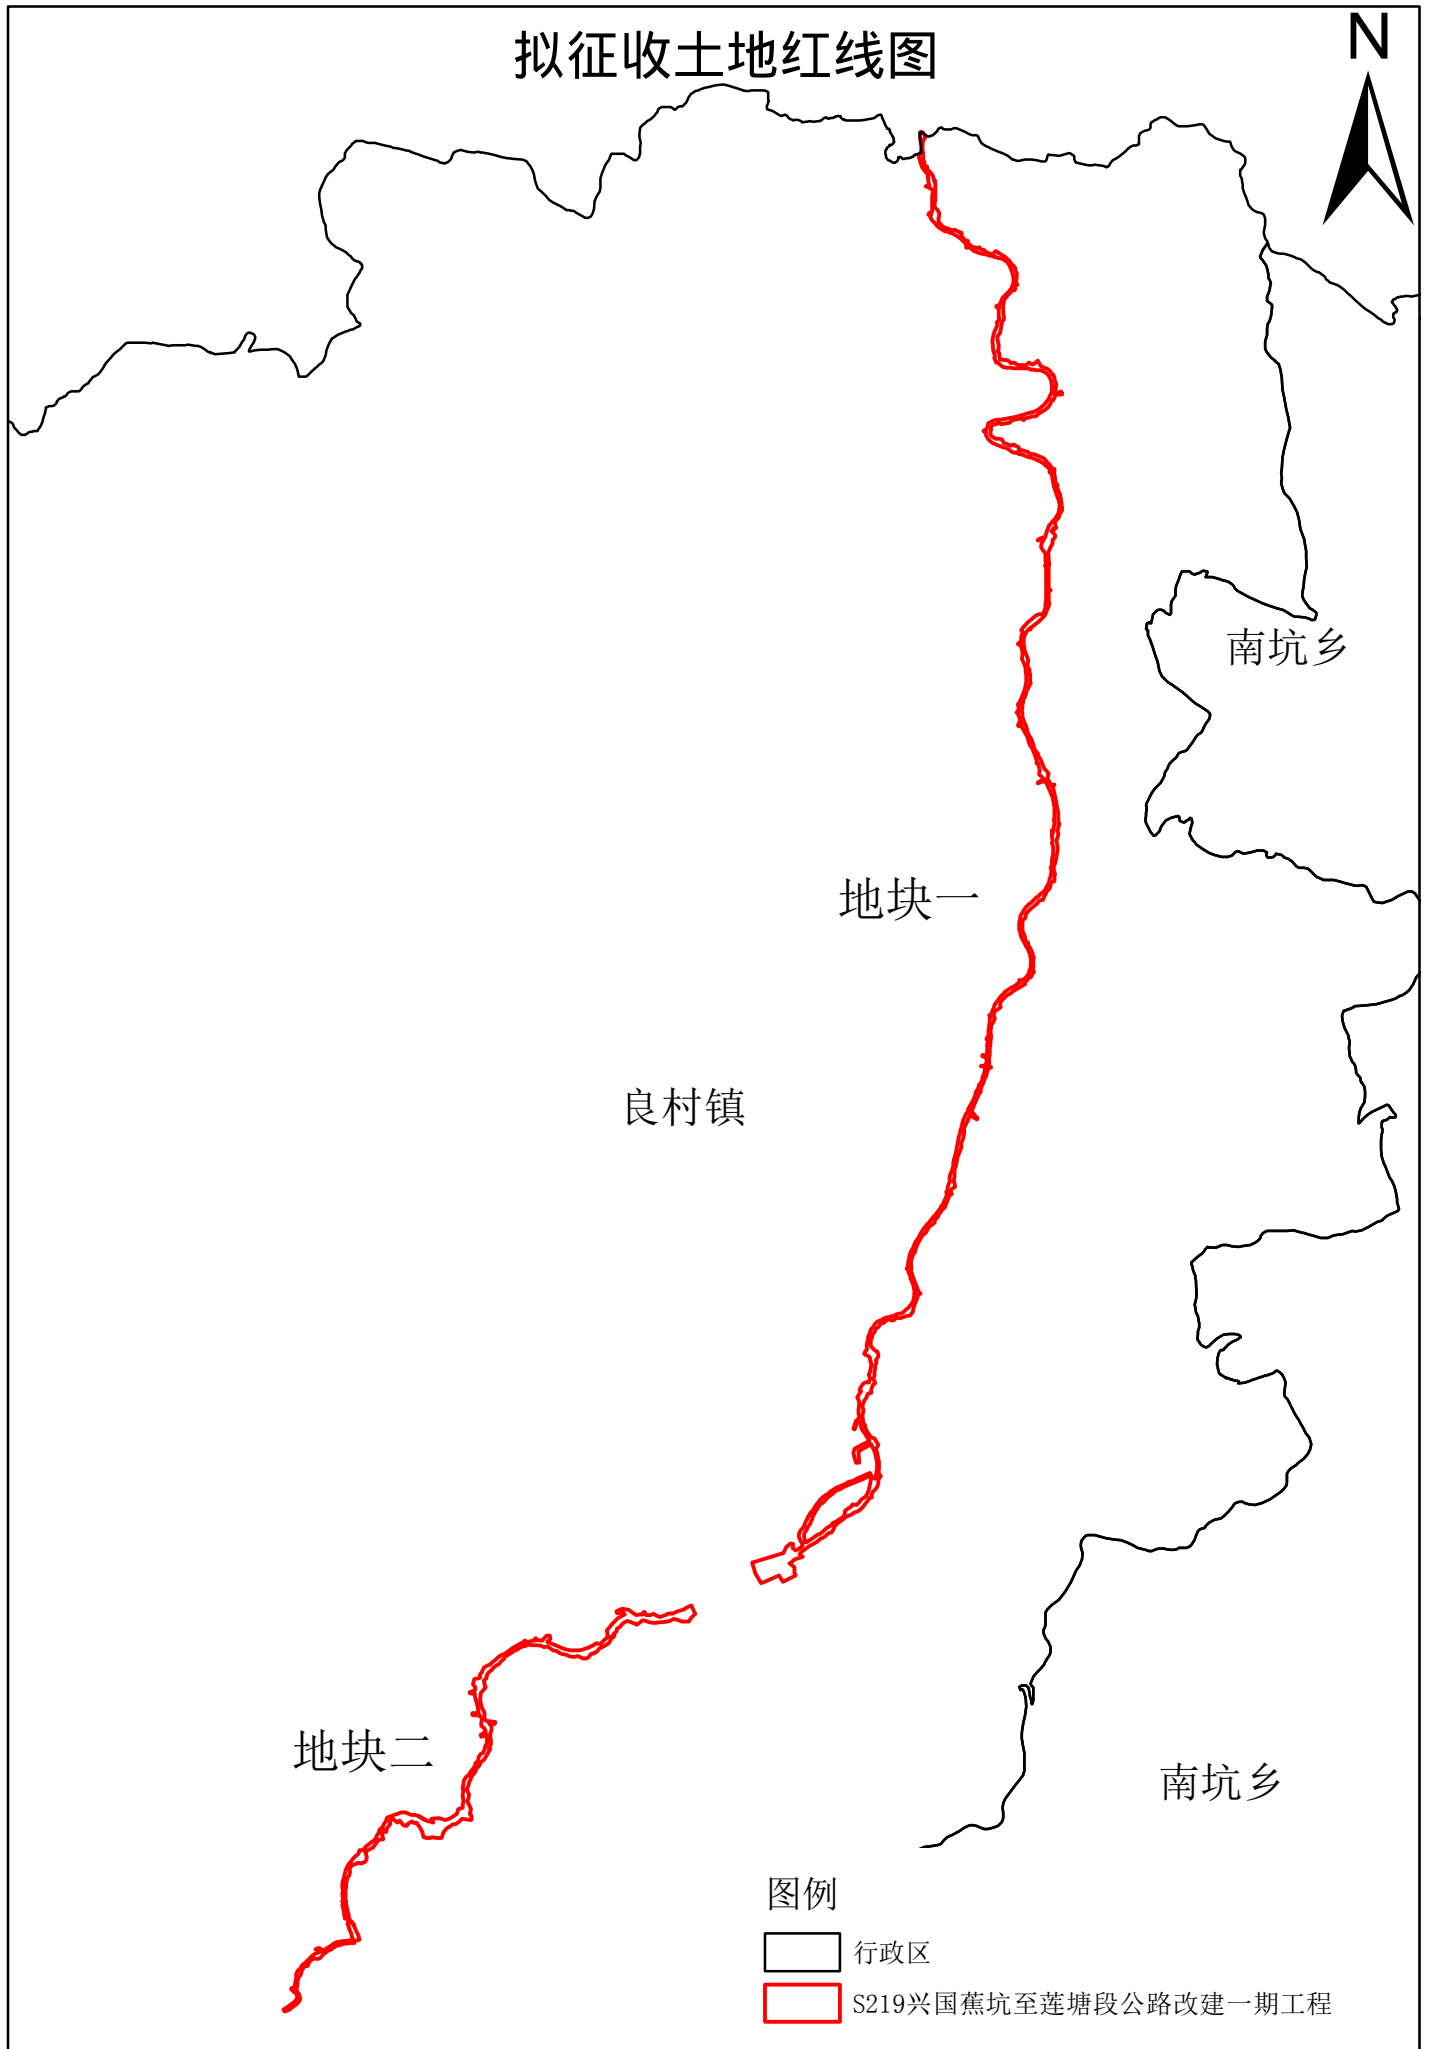 拟征收土地红线图
N
南坑乡
地块一
良村镇
地块二
南坑乡
图例
行政区
S219兴国蕉坑至莲塘段公路改建一期工程